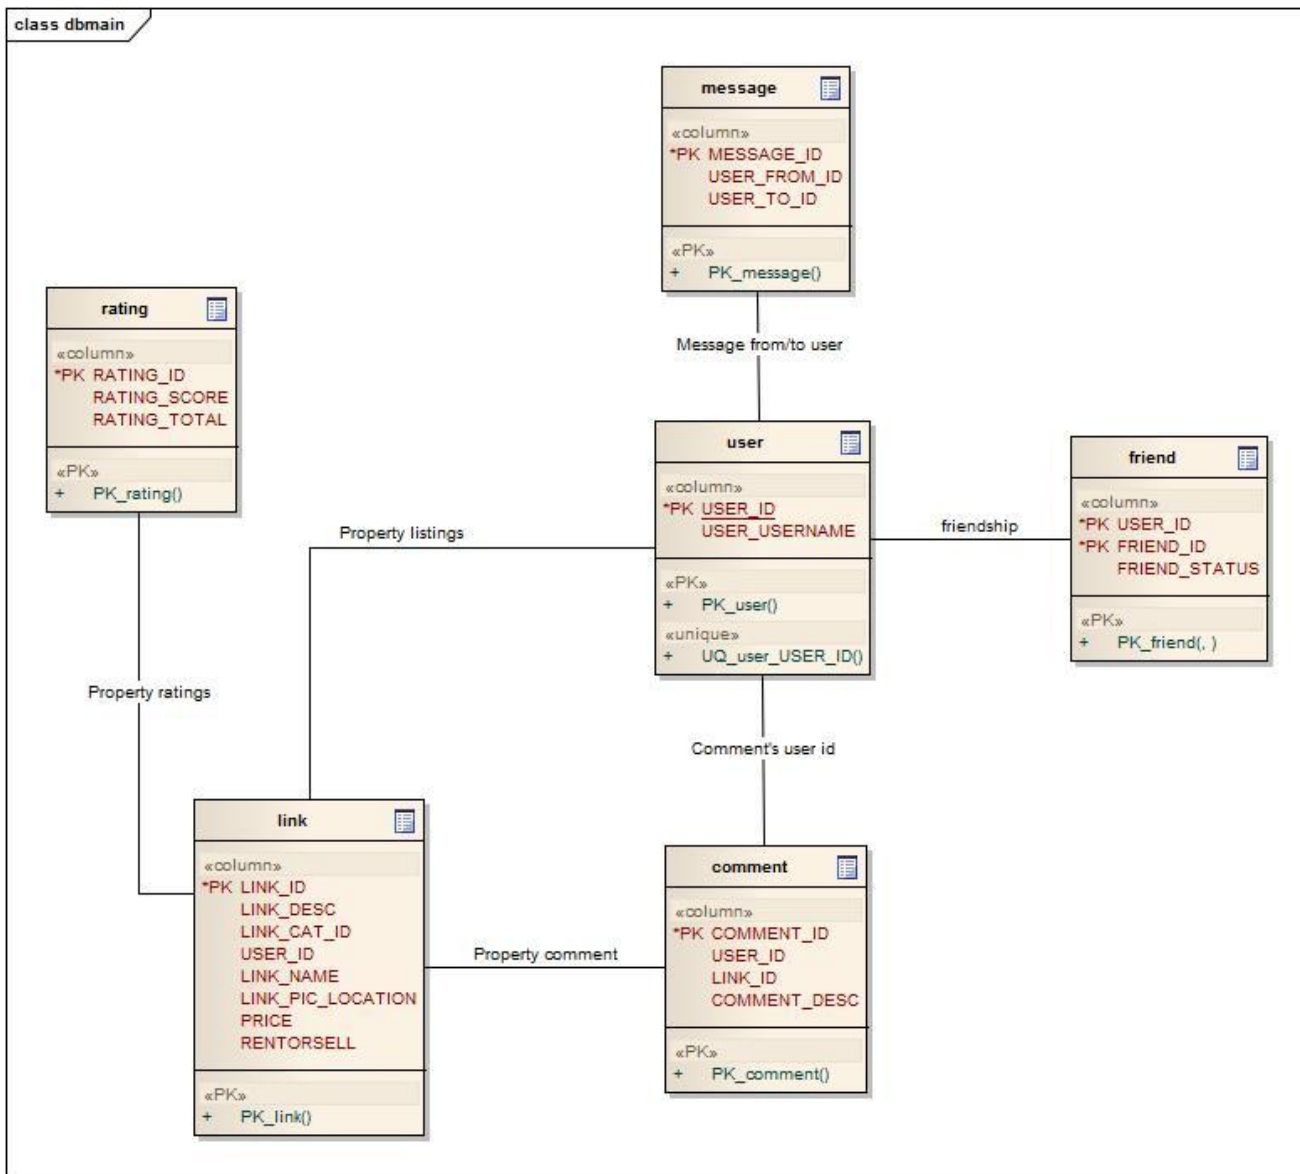 class dbmain
message
«column»
*PK MESSAGE_ID
USER_FROM_ID
USER_TO_ID
«PK»
+ PK_message()
Message from/to user
rating
«column»
*PK RATING_ID
RATING_SCORE
RATING_TOTAL
«PK»
+ PK_rating()
user
«column»
*PK USER_ID
USER_USERNAME
«PK»
+ PK_user()
«unique»
+ UQ_user_USER_ID()
friendship
friend
«column»
*PK USER_ID
*PK FRIEND_ID
FRIEND_STATUS
«PK»
+ PK_friend(, )
Property listings
Property ratings
Comment's user id
link
«column»
*PK LINK_ID
LINK_DESC
LINK_CAT_ID
USER_ID
LINK_NAME
LINK_PIC_LOCATION
PRICE
RENTORSELL
«PK»
+ PK_link()
Property comment
comment
«column»
*PK COMMENT_ID
USER_ID
LINK_ID
COMMENT_DESC
«PK»
+ PK_comment()